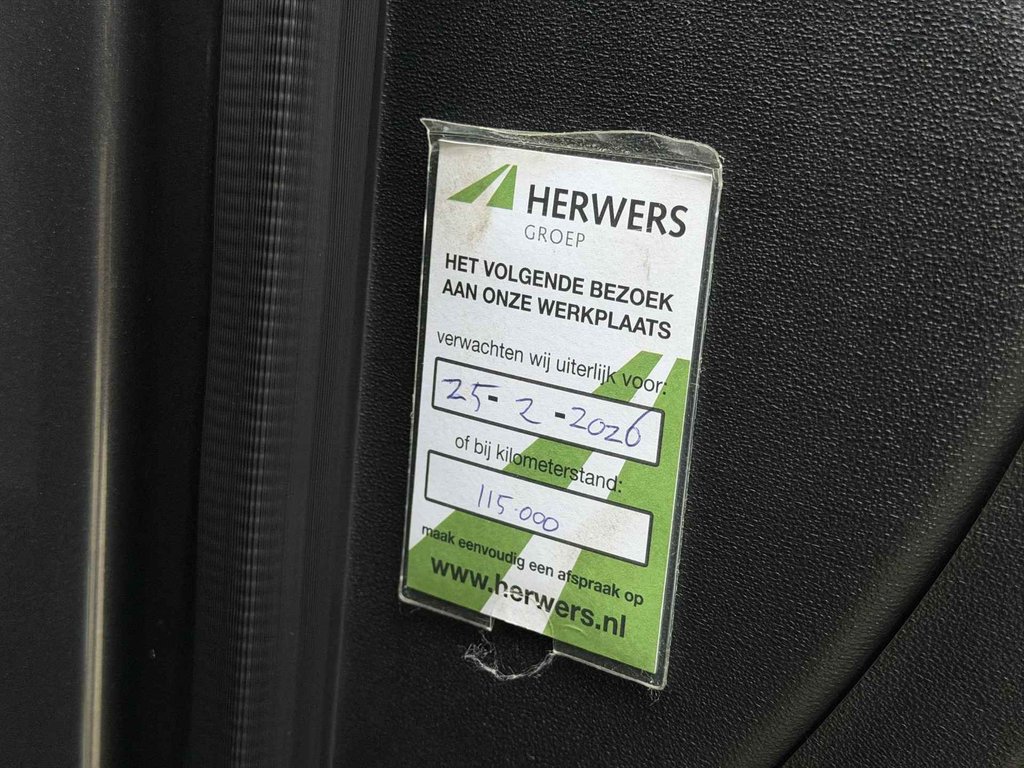 HERWERS
GROEP
HET VOLGENDE BEZOEK
AAN ONZE WERKPLAATS
verwachten wij uiterlijk voor:
25-2-2026
of bij kilometerstand:
115.000
maak eenvoudig een afspraak op
www.herwers.nl